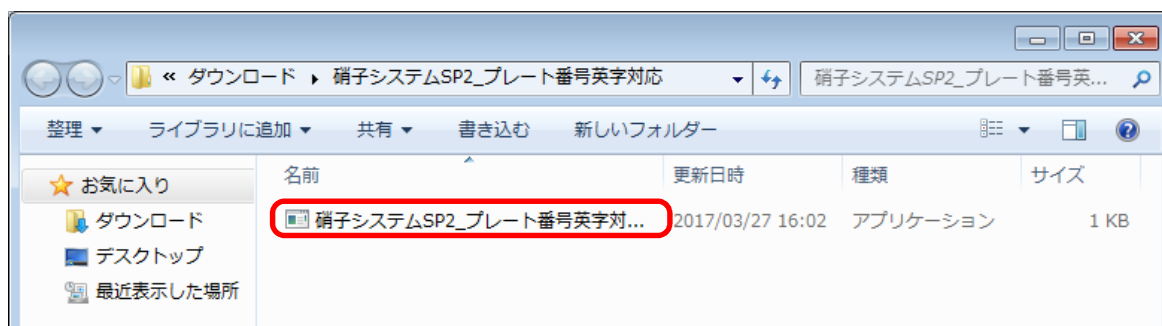 « ダウンロード ▸ 硝子システムSP2_プレート番号英字対応
硝子システムSP2_プレート番号英...
整理 ライブラリに追加 共有 書き込む 新しいフォルダー
お気に入り
ダウンロード
デスクトップ
最近表示した場所
名前 更新日時 種類 サイズ
硝子システムSP2_プレート番号英字対... 2017/03/27 16:02 アプリケーション 1 KB